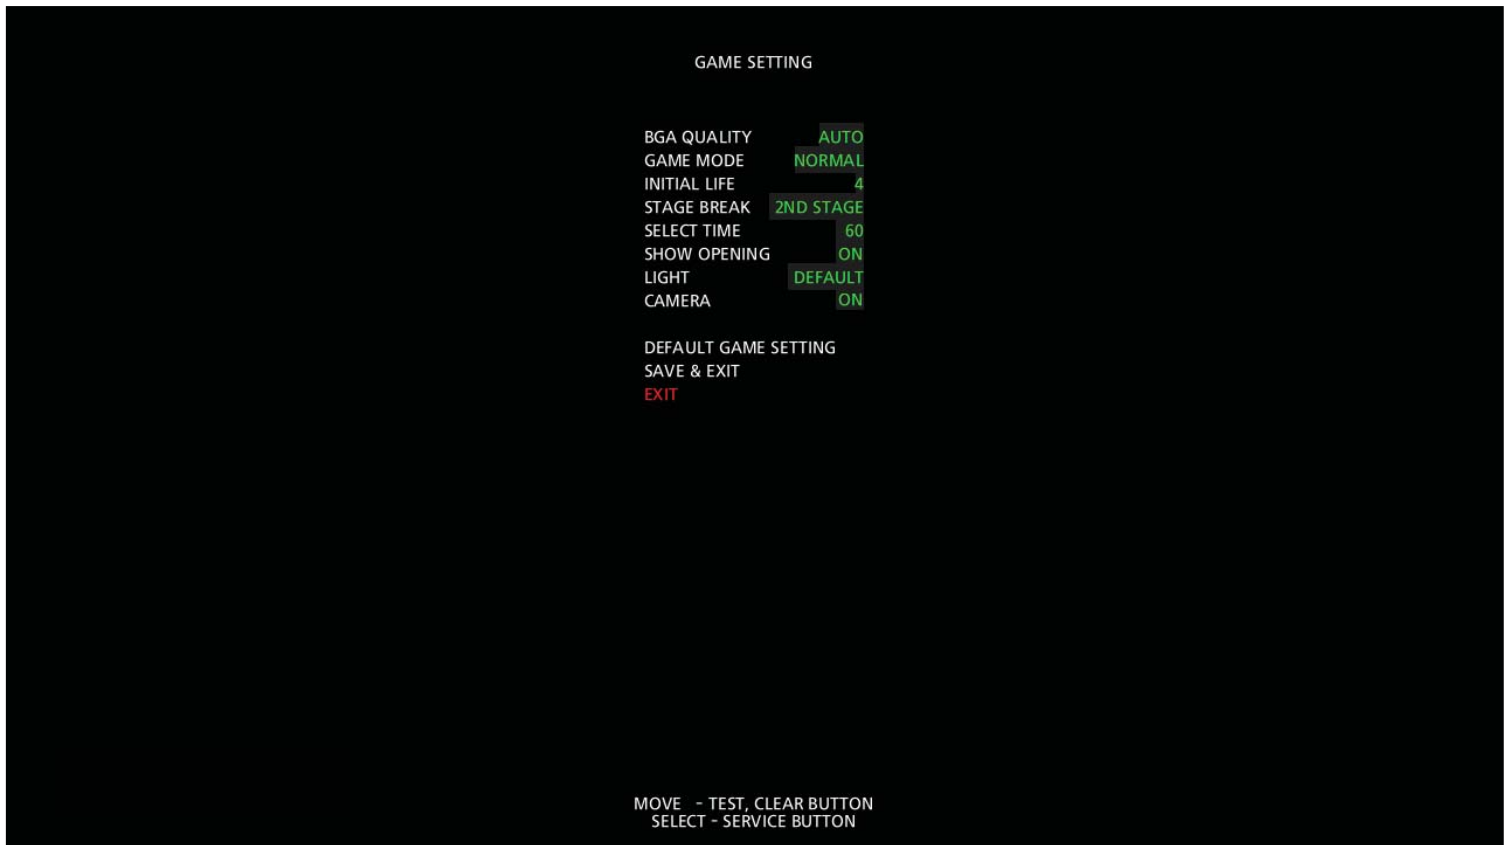 GAME SETTING
BGA QUALITY AUTO
GAME MODE NORMAL
INITIAL LIFE 4
STAGE BREAK 2ND STAGE
SELECT TIME 60
SHOW OPENING ON
LIGHT DEFAULT
CAMERA ON
DEFAULT GAME SETTING
SAVE & EXIT
EXIT
MOVE - TEST, CLEAR BUTTON
SELECT - SERVICE BUTTON